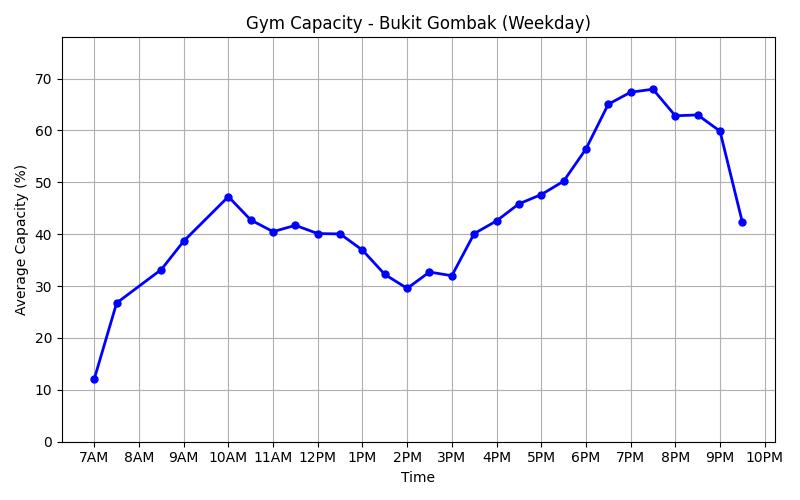 Gym Capacity - Bukit Gombak (Weekday)
Average Capacity (%)
70
60
50
40
30
20
10
0
7AM 8AM 9AM 10AM 11AM 12PM 1PM 2PM 3PM 4PM 5PM 6PM 7PM 8PM 9PM 10PM
Time